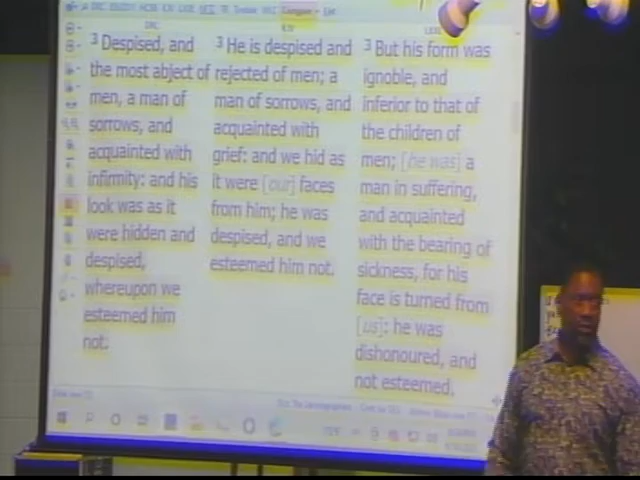 Compare
DRC
KJV
LXXE
3 Despised, and
the most abject of
men, a man of
sorrows, and
acquainted with
infirmity: and his
look was as it
were hidden and
despised,
whereupon we
esteemed him
not.
3 He is despised and
rejected of men; a
man of sorrows, and
acquainted with
grief: and we hid as
it were [our] faces
from him; he was
despised, and we
esteemed him not.
3 But his form was
ignoble, and
inferior to that of
the children of
men; [he was] a
man in suffering,
and acquainted
with the bearing of
sickness, for his
face is turned from
[us]: he was
dishonoured, and
not esteemed.